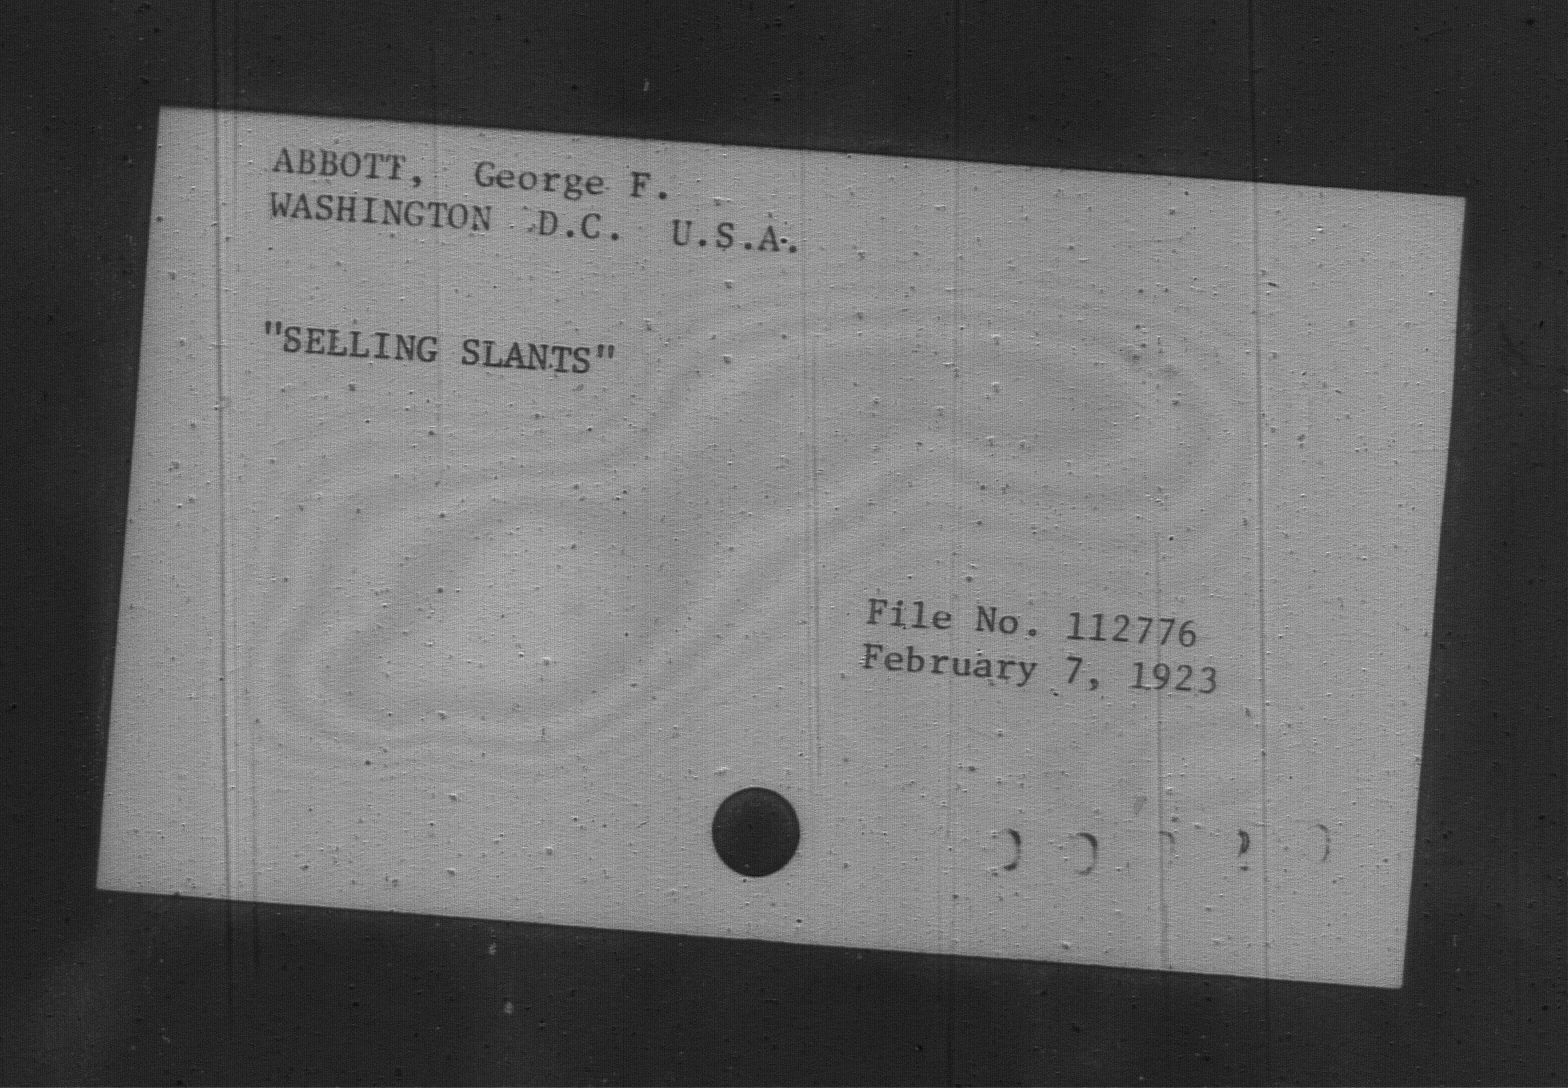 ABBOTT, George F.
WASHINGTON D.C. U.S.A.
"SELLING SLANTS"
File No. 112776
February 7, 1923